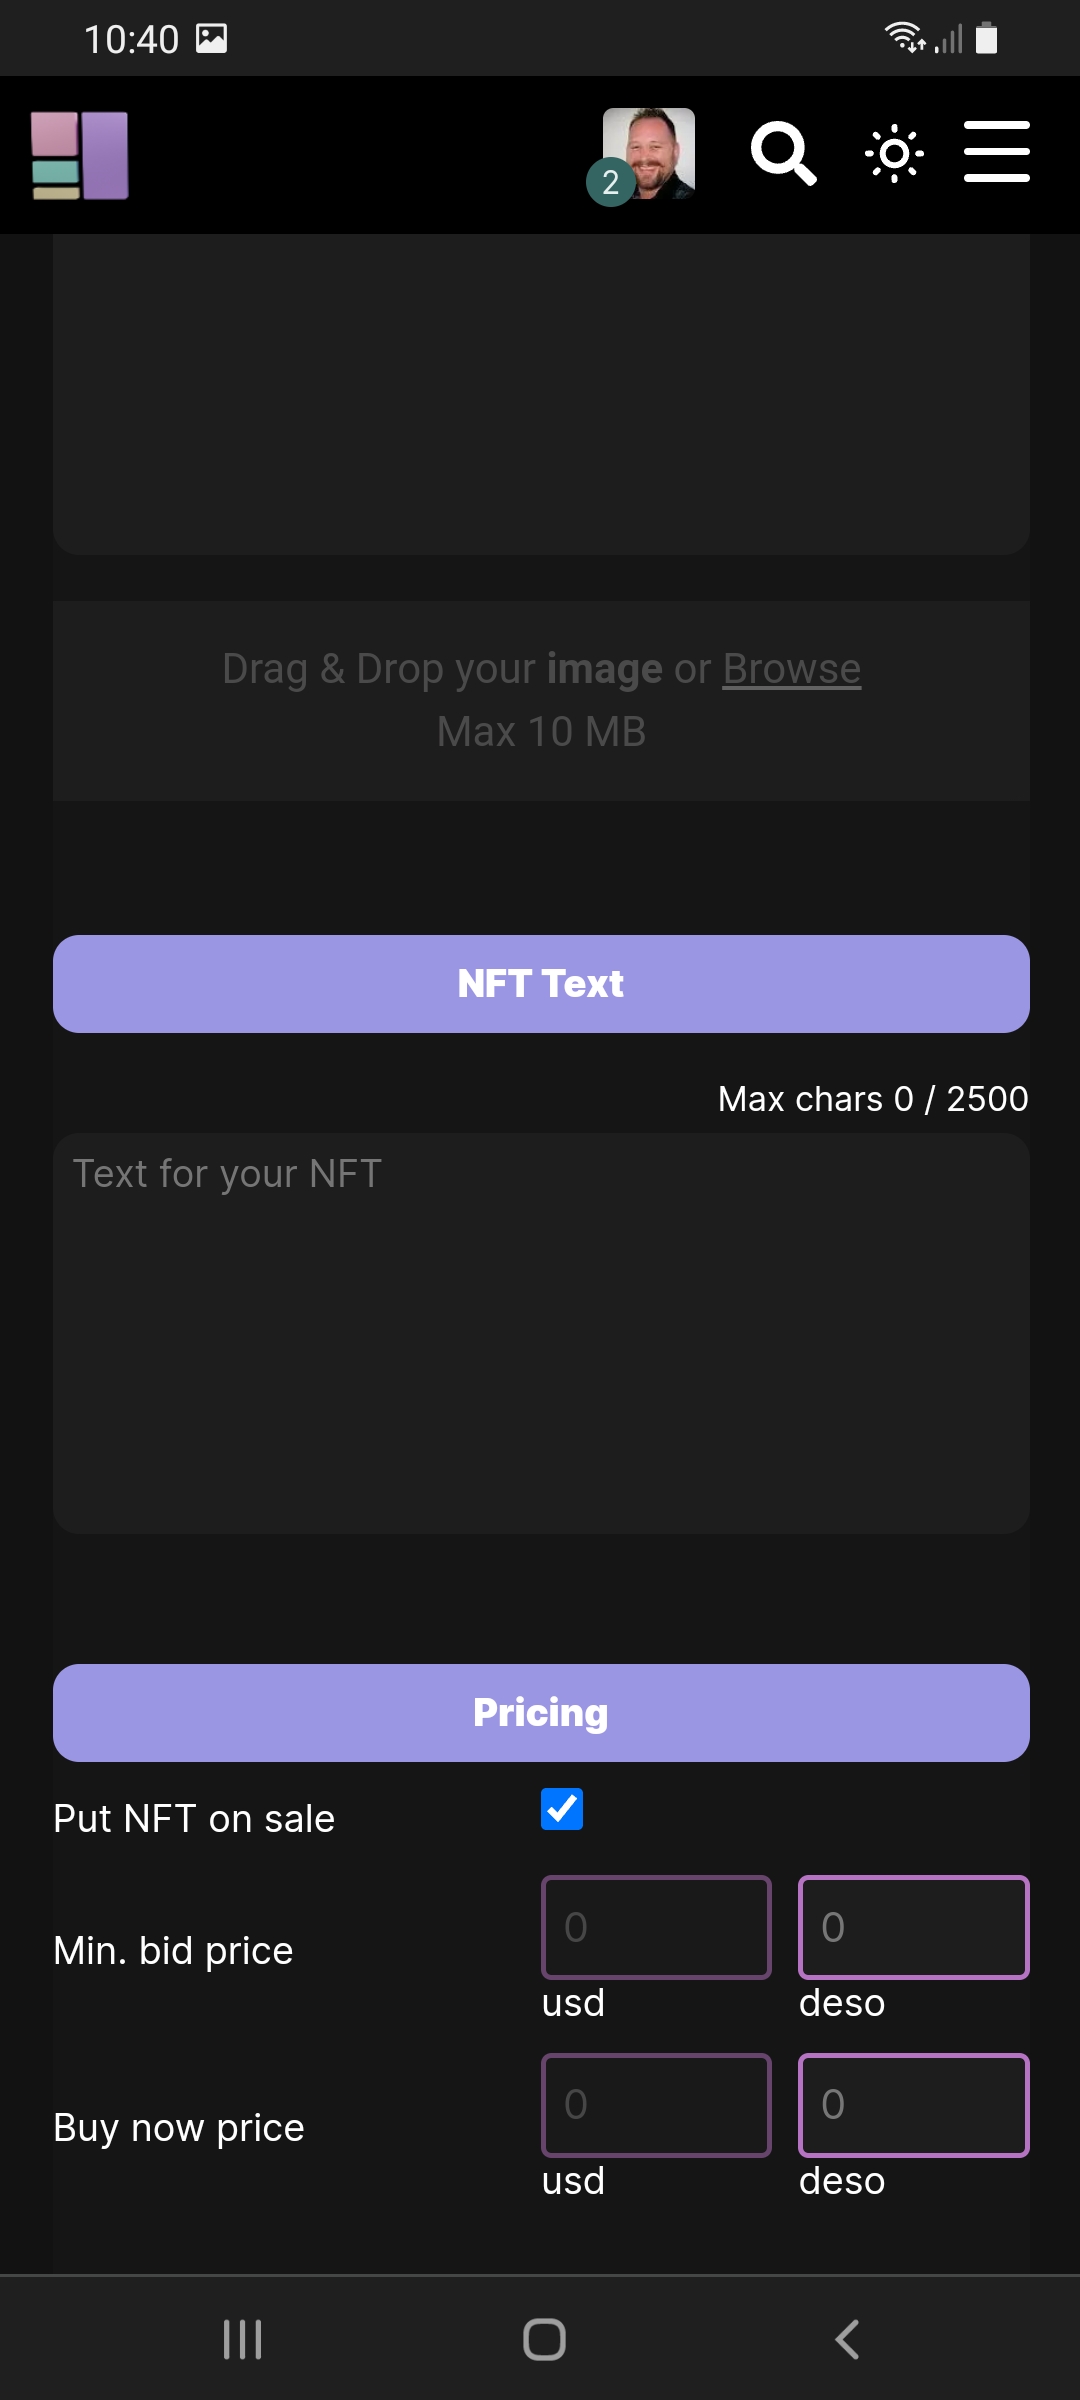 10:40
2
Drag & Drop your image or Browse
Max 10 MB
NFT Text
Max chars 0 / 2500
Text for your NFT
Pricing
Put NFT on sale
Min. bid price
0
usd
0
deso
Buy now price
0
usd
0
deso